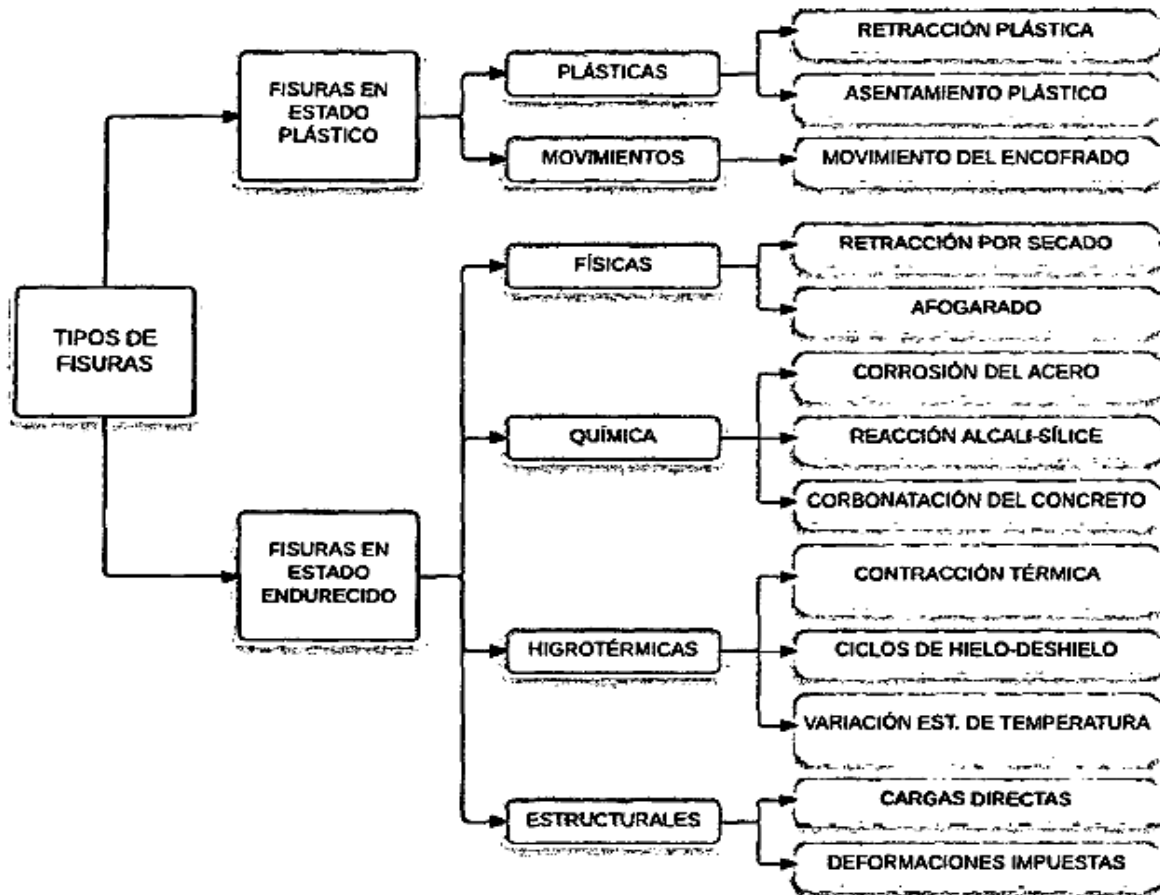 TIPOS DE
FISURAS
FISURAS EN
ESTADO
PLÁSTICO
PLÁSTICAS
RETRACCIÓN PLÁSTICA
ASENTAMIENTO PLÁSTICO
MOVIMIENTOS
MOVIMIENTO DEL ENCOFRADO
FISURAS EN
ESTADO
ENDURECIDO
FÍSICAS
RETRACCIÓN POR SECADO
AFOGARADO
QUÍMICA
CORROSIÓN DEL ACERO
REACCIÓN ALCALI-SÍLICE
CORBONATACIÓN DEL CONCRETO
HIGROTÉRMICAS
CONTRACCIÓN TÉRMICA
CICLOS DE HIELO-DESHIELO
VARIACIÓN EST. DE TEMPERATURA
ESTRUCTURALES
CARGAS DIRECTAS
DEFORMACIONES IMPUESTAS